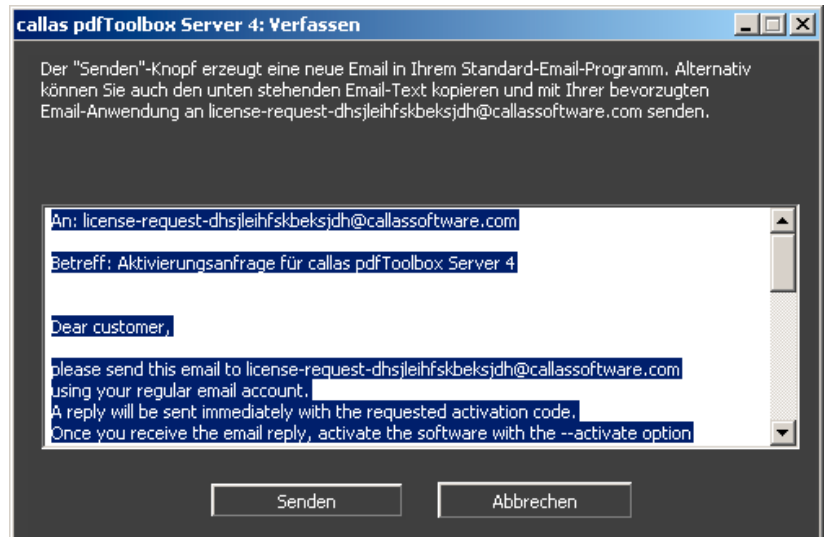 callas pdfToolbox Server 4: Verfassen
Der "Senden"-Knopf erzeugt eine neue Email in Ihrem Standard-Email-Programm. Alternativ
können Sie auch den unten stehenden Email-Text kopieren und mit Ihrer bevorzugten
Email-Anwendung an license-request-dhsjleihfskbeksjdh@callassoftware.com senden.
An: license-request-dhsjleihfskbeksjdh@callassoftware.com
Betreff: Aktivierungsanfrage für callas pdfToolbox Server 4
Dear customer,
please send this email to license-request-dhsjleihfskbeksjdh@callassoftware.com
using your regular email account.
A reply will be sent immediately with the requested activation code.
Once you receive the email reply, activate the software with the --activate option
Senden Abbrechen